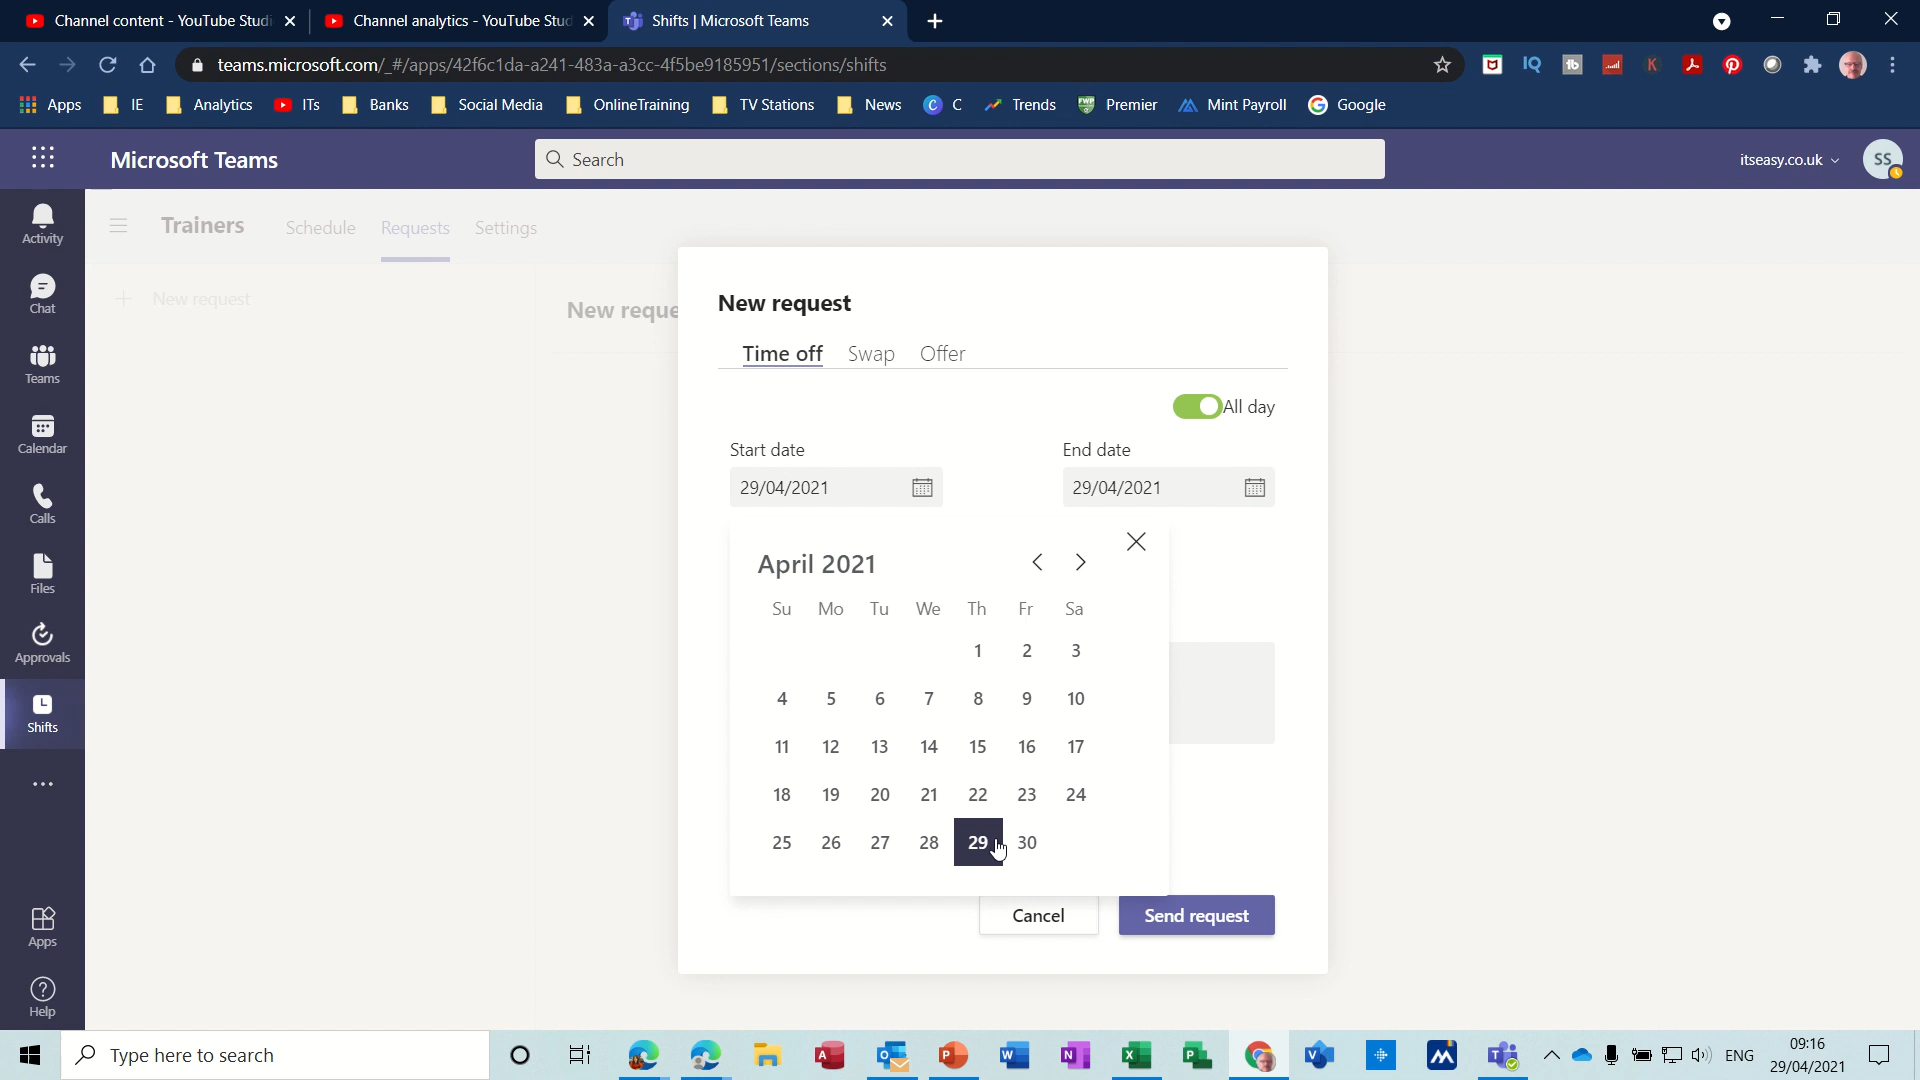 Channel content - YouTube Studi
Channel analytics - YouTube Stud
Shifts | Microsoft Teams
teams.microsoft.com/_#/apps/42f6c1da-a241-483a-a3cc-4f5be9185951/sections/shifts
Apps IE Analytics ITs Banks Social Media OnlineTraining TV Stations News C Trends Premier Mint Payroll Google
Microsoft Teams
Search
itseasy.co.uk
SS
Activity
Chat
Teams
Calendar
Calls
Files
Approvals
Shifts
Apps
Help
Trainers Schedule Requests Settings
New request
New reque
New request
Time off Swap Offer
All day
Start date End date
29/04/2021 29/04/2021
April 2021
Su Mo Tu We Th Fr Sa
1 2 3
4 5 6 7 8 9 10
11 12 13 14 15 16 17
18 19 20 21 22 23 24
25 26 27 28 29 30
Cancel Send request
Type here to search
ENG
09:16
29/04/2021